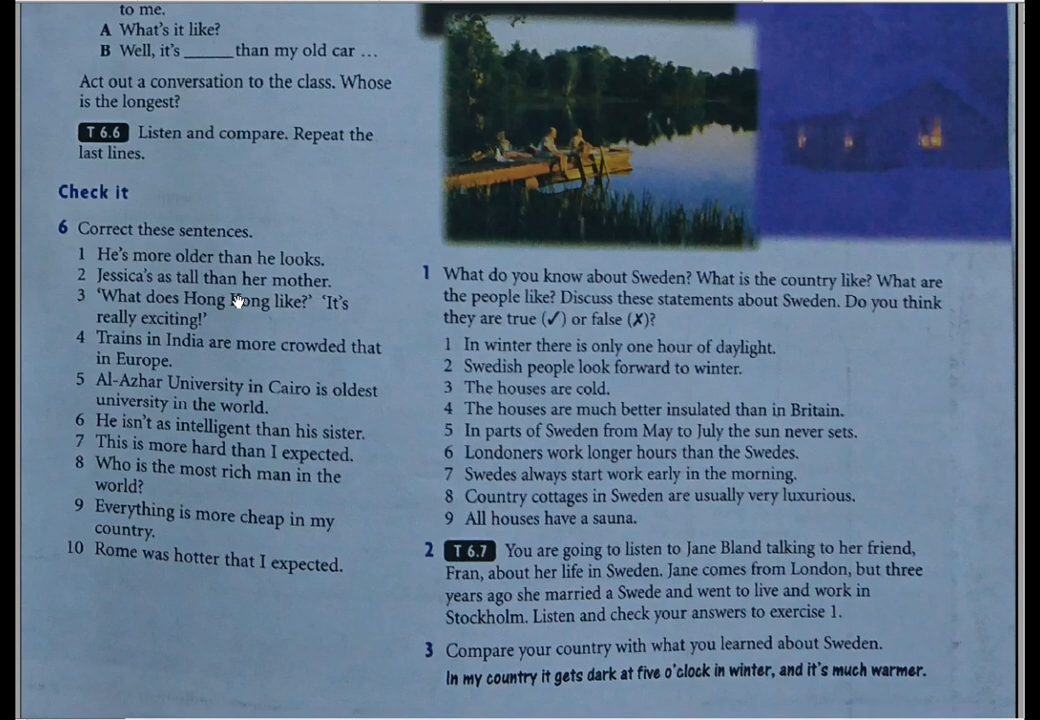 to me.
A What's it like?
B Well, it's ______ than my old car …
Act out a conversation to the class. Whose
is the longest?
T 6.6 Listen and compare. Repeat the
last lines.
Check it
6 Correct these sentences.
1 He's more older than he looks.
2 Jessica's as tall than her mother.
3 'What does Hong Kong like?' 'It's
really exciting!'
4 Trains in India are more crowded that
in Europe.
5 Al-Azhar University in Cairo is oldest
university in the world.
6 He isn't as intelligent than his sister.
7 This is more hard than I expected.
8 Who is the most rich man in the
world?
9 Everything is more cheap in my
country.
10 Rome was hotter that I expected.
1 What do you know about Sweden? What is the country like? What are
the people like? Discuss these statements about Sweden. Do you think
they are true (✓) or false (✗)?
1 In winter there is only one hour of daylight.
2 Swedish people look forward to winter.
3 The houses are cold.
4 The houses are much better insulated than in Britain.
5 In parts of Sweden from May to July the sun never sets.
6 Londoners work longer hours than the Swedes.
7 Swedes always start work early in the morning.
8 Country cottages in Sweden are usually very luxurious.
9 All houses have a sauna.
2 T 6.7 You are going to listen to Jane Bland talking to her friend,
Fran, about her life in Sweden. Jane comes from London, but three
years ago she married a Swede and went to live and work in
Stockholm. Listen and check your answers to exercise 1.
3 Compare your country with what you learned about Sweden.
In my country it gets dark at five o'clock in winter, and it's much warmer.